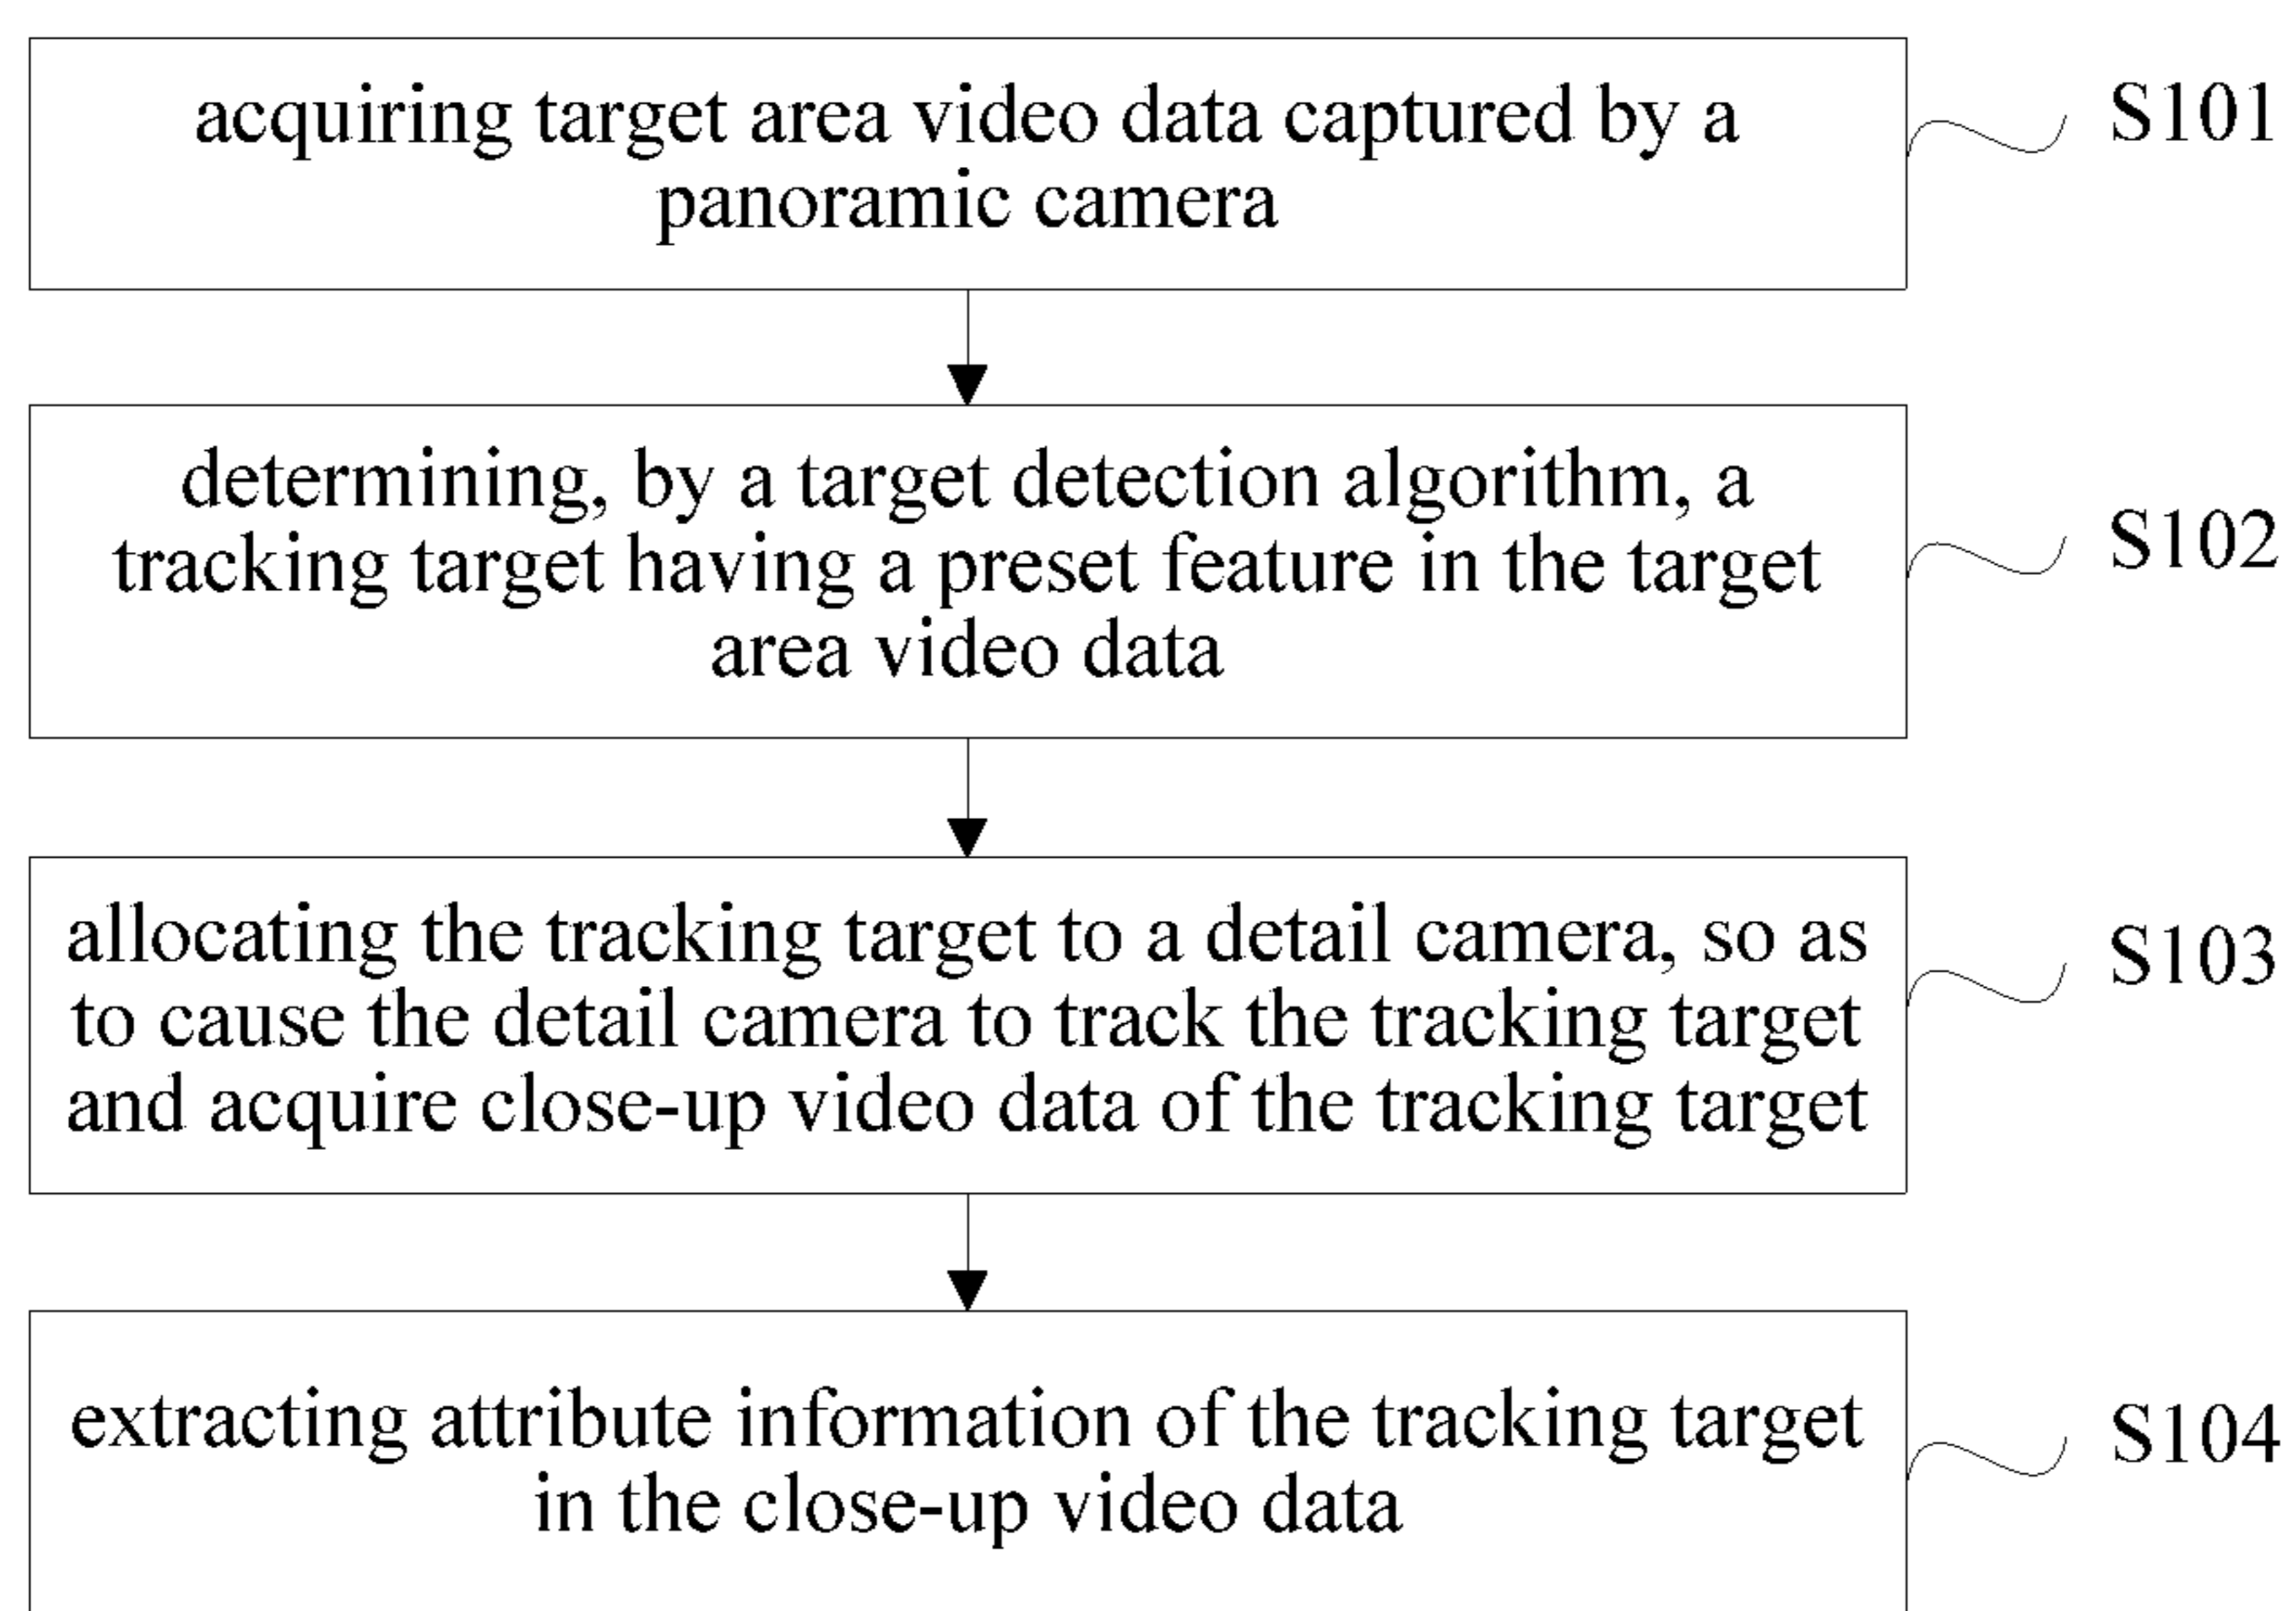 acquiring target area video data captured by a
panoramic camera
S101
determining, by a target detection algorithm, a
tracking target having a preset feature in the target
area video data
S102
allocating the tracking target to a detail camera, so as
to cause the detail camera to track the tracking target
and acquire close-up video data of the tracking target
S103
extracting attribute information of the tracking target
in the close-up video data
S104